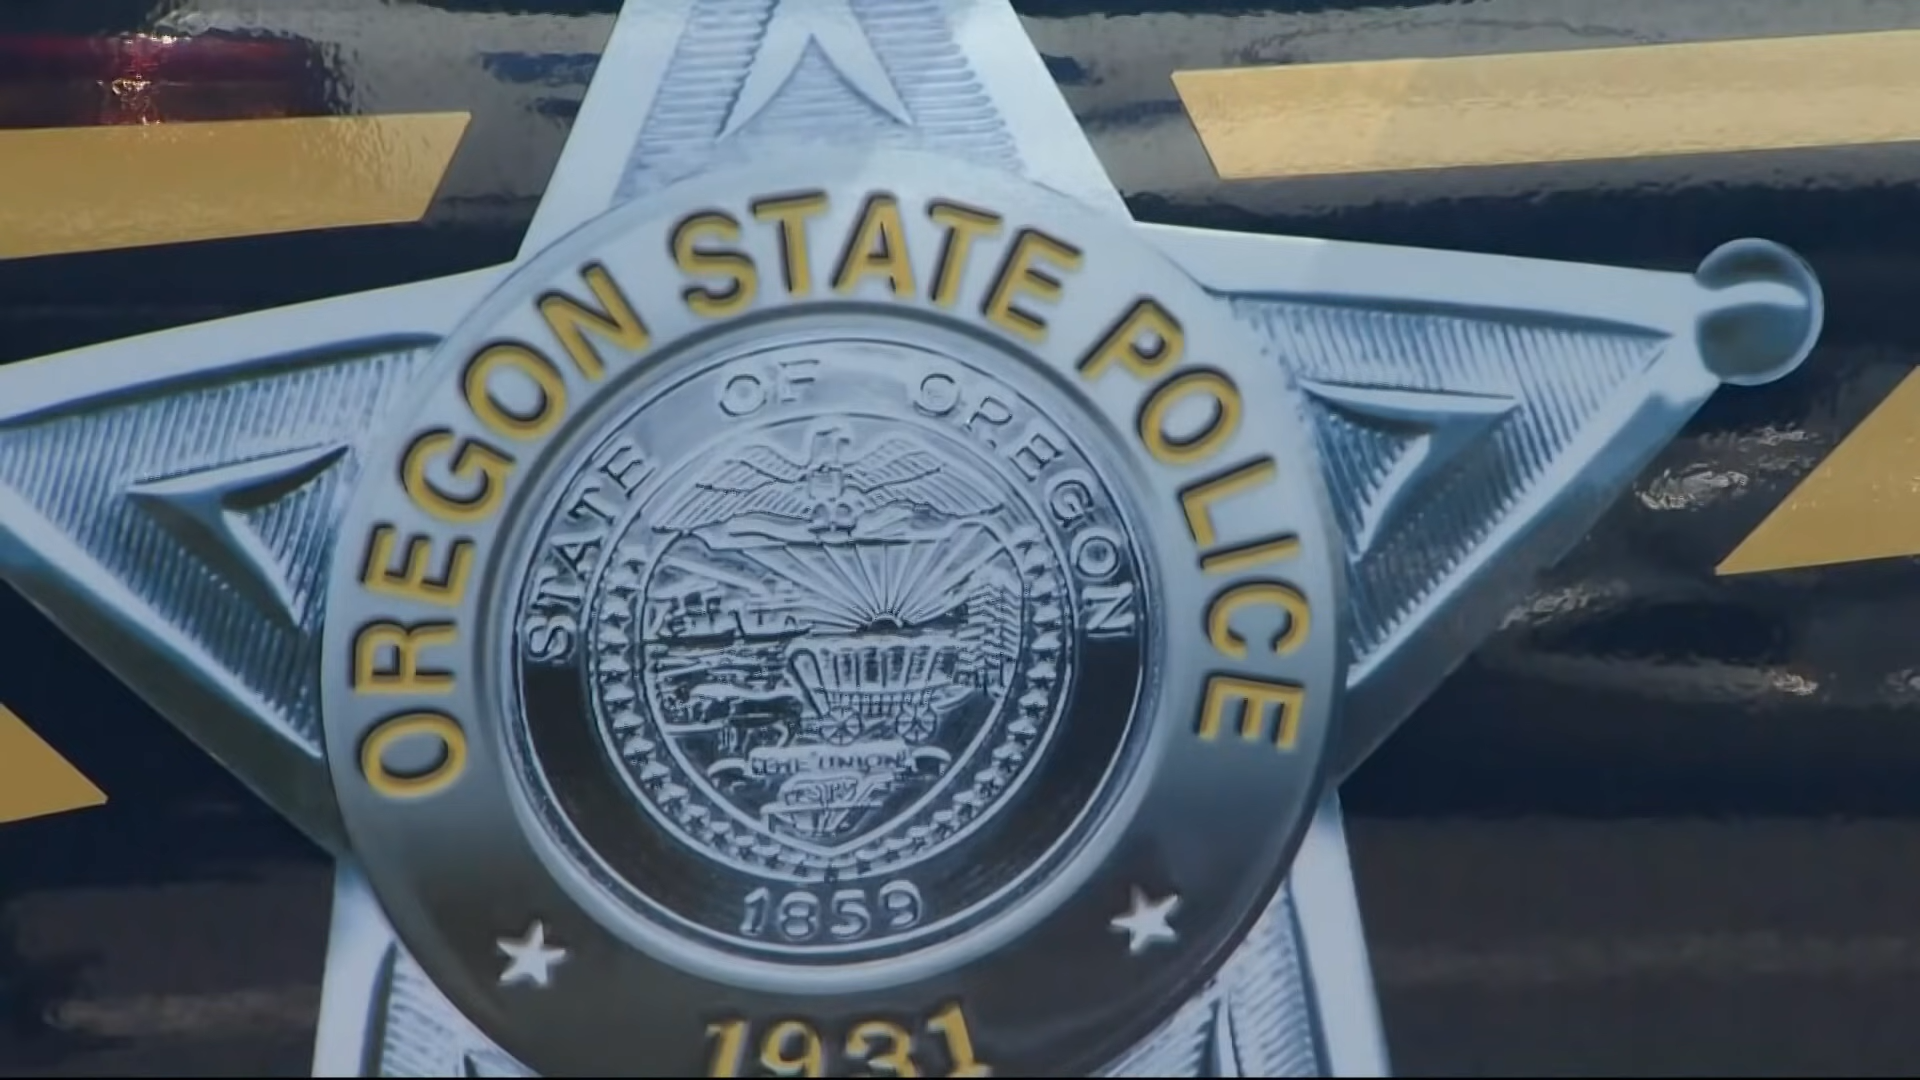 OREGON STATE POLICE
STATE OF OREGON
THE UNION
1859
1931